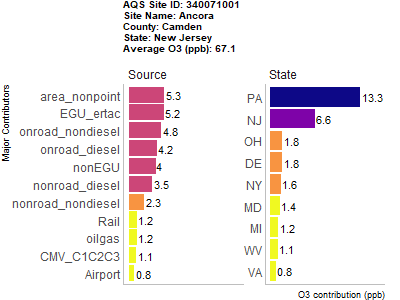 AQS Site ID: 340071001
Site Name: Ancora
County: Camden
State: New Jersey
Average O3 (ppb): 67.1
Major Contributors
Source
area_nonpoint 5.3
EGU_ertac 5.2
onroad_nondiesel 4.8
onroad_diesel 4.2
nonEGU 4
nonroad_diesel 3.5
nonroad_nondiesel 2.3
Rail 1.2
oilgas 1.2
CMV_C1C2C3 1.1
Airport 0.8
State
PA 13.3
NJ 6.6
OH 1.8
DE 1.8
NY 1.6
MD 1.4
MI 1.2
WV 1.1
VA 0.8
O3 contribution (ppb)